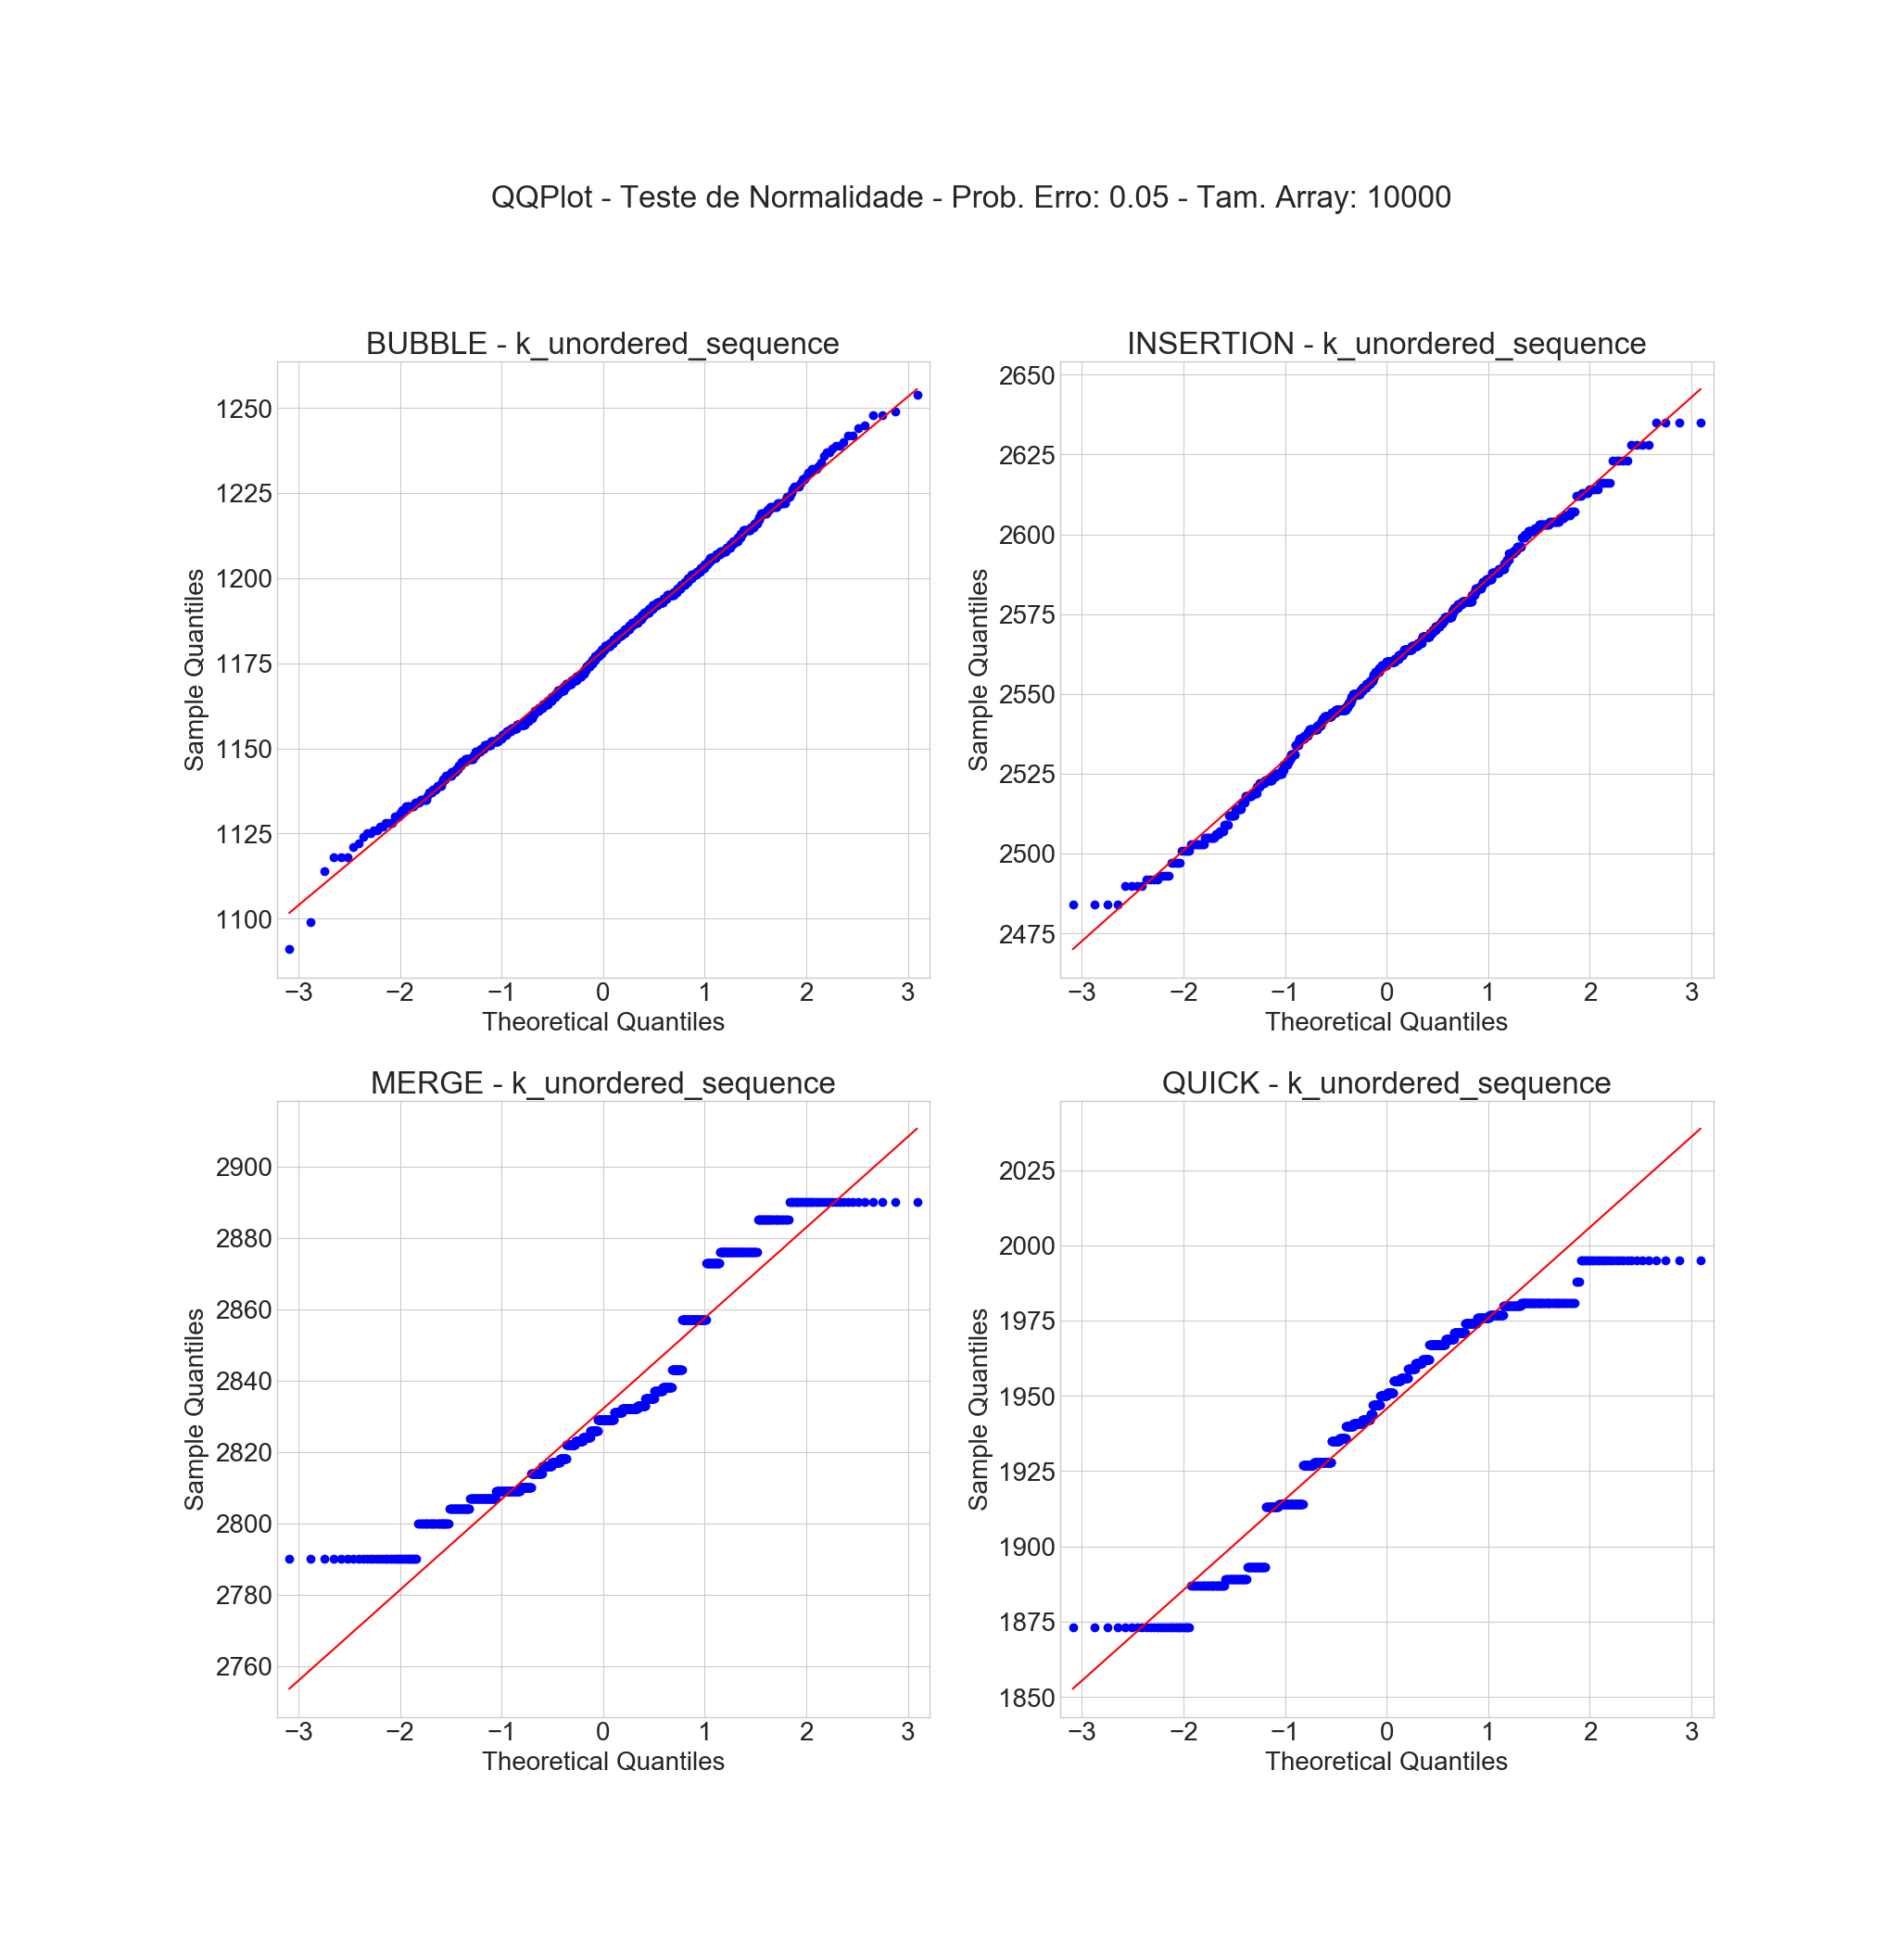 QQPlot - Teste de Normalidade - Prob. Erro: 0.05 - Tam. Array: 10000
BUBBLE - k_unordered_sequence
1250
1225
1200
1175
1150
1125
1100
Sample Quantiles
−3 −2 −1 0 1 2 3
Theoretical Quantiles
INSERTION - k_unordered_sequence
2650
2625
2600
2575
2550
2525
2500
2475
Sample Quantiles
−3 −2 −1 0 1 2 3
Theoretical Quantiles
MERGE - k_unordered_sequence
2900
2880
2860
2840
2820
2800
2780
2760
Sample Quantiles
−3 −2 −1 0 1 2 3
Theoretical Quantiles
QUICK - k_unordered_sequence
2025
2000
1975
1950
1925
1900
1875
1850
Sample Quantiles
−3 −2 −1 0 1 2 3
Theoretical Quantiles